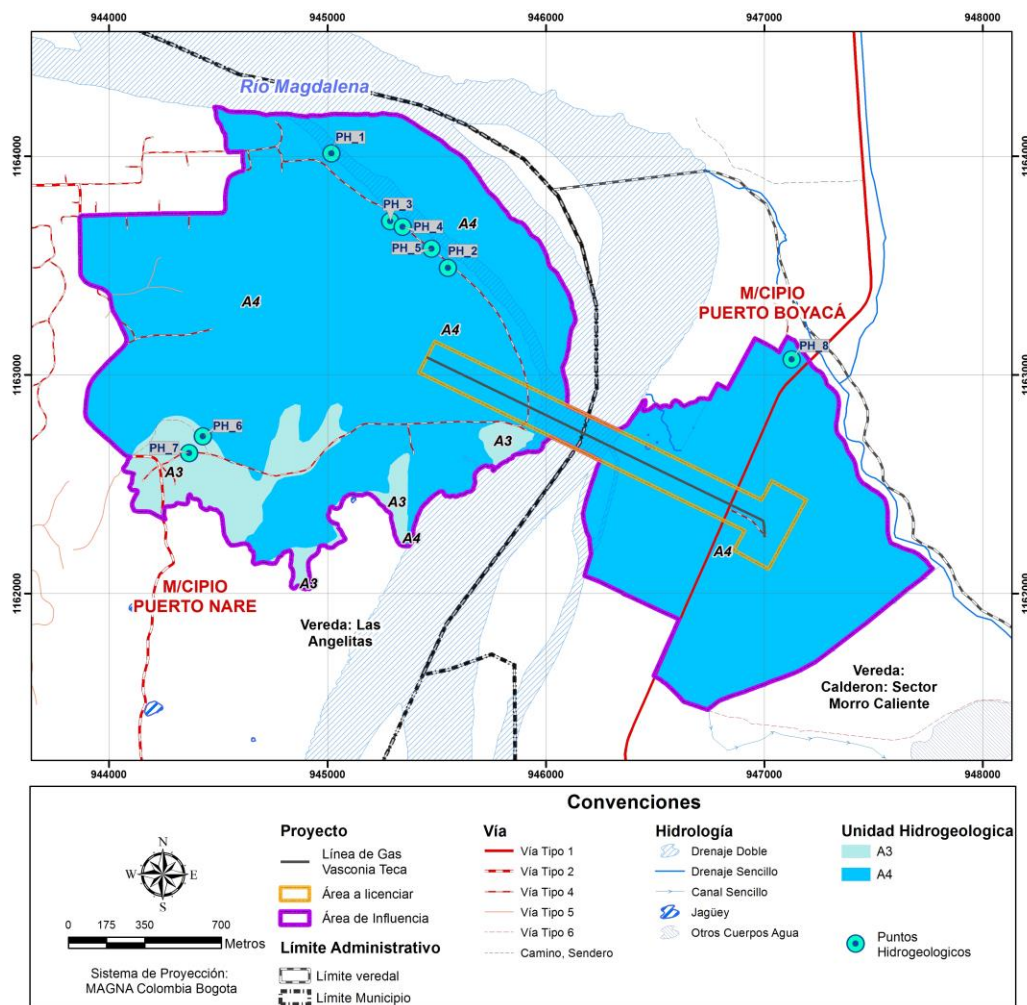 944000 945000 946000 947000 948000
Río Magdalena
1164000
1164000
PH_1
PH_3
PH_4
A4
PH_5
PH_2
A4
M/CIPIO
PUERTO BOYACÁ
A4
PH_8
1163000
1163000
PH_6
A3
PH_7
A3
A3
A4
A4
A3
1162000
1162000
M/CIPIO
PUERTO NARE
Vereda: Las
Angelitas
Vereda:
Calderon: Sector
Morro Caliente
944000 945000 946000 947000 948000
Convenciones
N
W E
S
0 175 350 700
Metros
Sistema de Proyección:
MAGNA Colombia Bogota
Proyecto
Línea de Gas
Vasconia Teca
Área a licenciar
Área de Influencia
Límite Administrativo
Límite veredal
Límite Municipio
Vía
Vía Tipo 1
Vía Tipo 2
Vía Tipo 4
Vía Tipo 5
Vía Tipo 6
Camino, Sendero
Hidrología
Drenaje Doble
Drenaje Sencillo
Canal Sencillo
Jagüey
Otros Cuerpos Agua
Unidad Hidrogeologica
A3
A4
Puntos
Hidrogeologicos